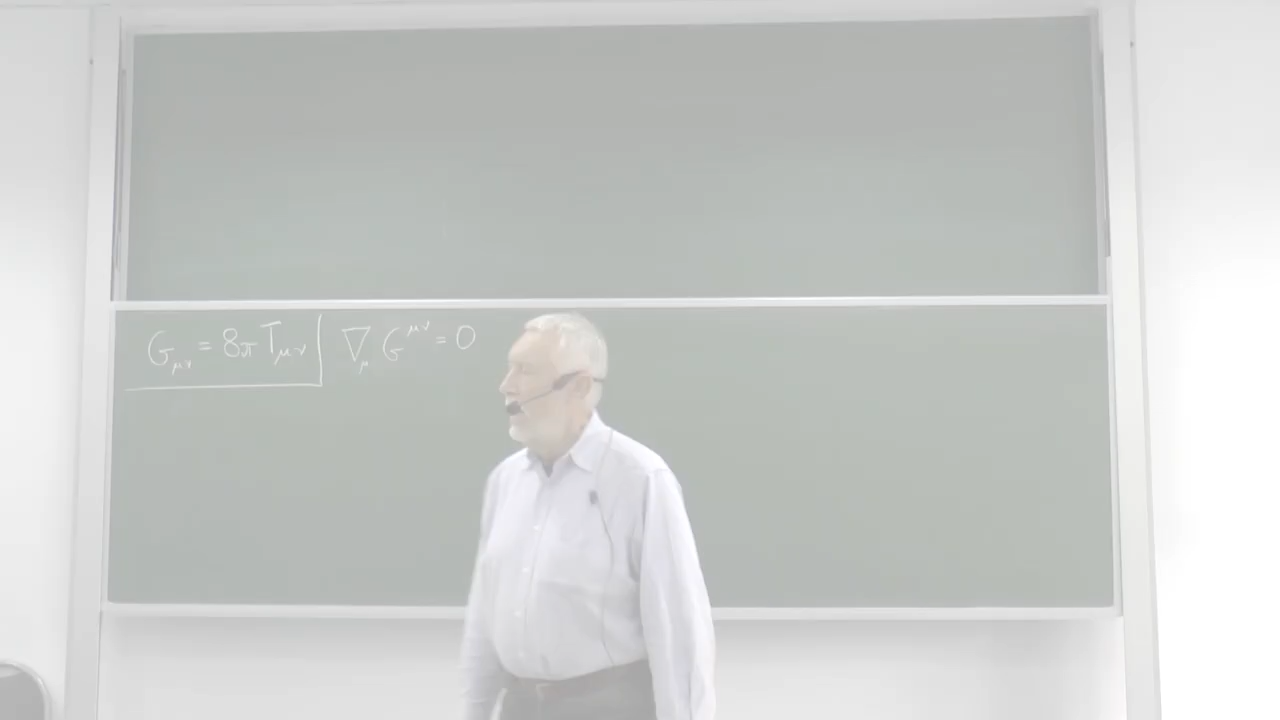 G_μν = 8π T_μν | ∇_μ G^μν = 0